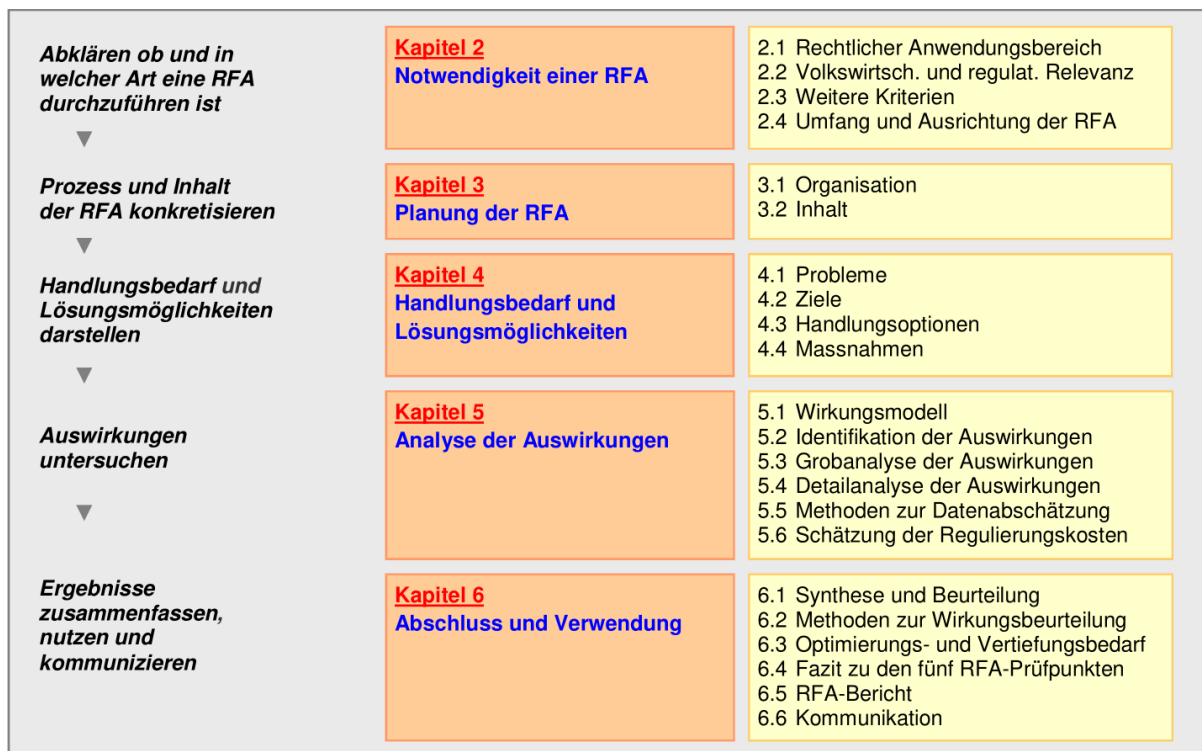 Abklären ob und in
welcher Art eine RFA
durchzuführen ist
Kapitel 2
Notwendigkeit einer RFA
2.1 Rechtlicher Anwendungsbereich
2.2 Volkswirtsch. und regulat. Relevanz
2.3 Weitere Kriterien
2.4 Umfang und Ausrichtung der RFA
Prozess und Inhalt
der RFA konkretisieren
Kapitel 3
Planung der RFA
3.1 Organisation
3.2 Inhalt
Handlungsbedarf und
Lösungsmöglichkeiten
darstellen
Kapitel 4
Handlungsbedarf und
Lösungsmöglichkeiten
4.1 Probleme
4.2 Ziele
4.3 Handlungsoptionen
4.4 Massnahmen
Auswirkungen
untersuchen
Kapitel 5
Analyse der Auswirkungen
5.1 Wirkungsmodell
5.2 Identifikation der Auswirkungen
5.3 Grobanalyse der Auswirkungen
5.4 Detailanalyse der Auswirkungen
5.5 Methoden zur Datenabschätzung
5.6 Schätzung der Regulierungskosten
Ergebnisse
zusammenfassen,
nutzen und
kommunizieren
Kapitel 6
Abschluss und Verwendung
6.1 Synthese und Beurteilung
6.2 Methoden zur Wirkungsbeurteilung
6.3 Optimierungs- und Vertiefungsbedarf
6.4 Fazit zu den fünf RFA-Prüfpunkten
6.5 RFA-Bericht
6.6 Kommunikation